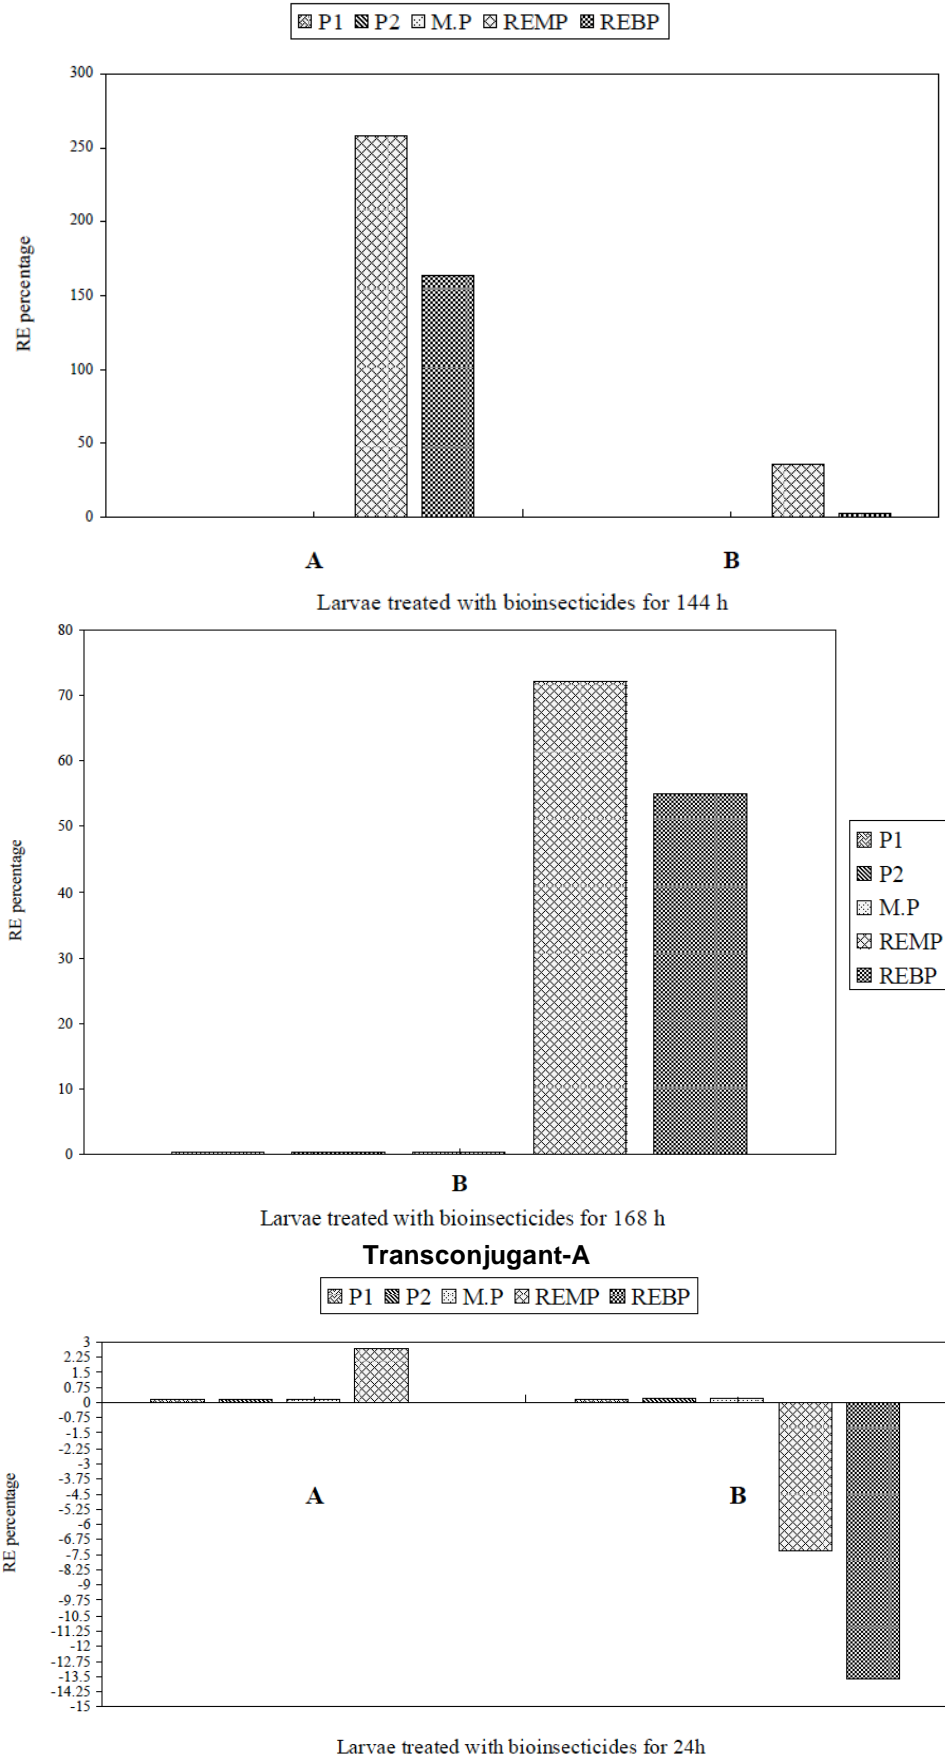 P1 P2 M.P REMP REBP
300
250
200
150
100
50
0
RE percentage
A B
Larvae treated with bioinsecticides for 144 h
80
70
60
50
40
30
20
10
0
RE percentage
P1
P2
M.P
REMP
REBP
B
Larvae treated with bioinsecticides for 168 h
Transconjugant-A
P1 P2 M.P REMP REBP
3
2.25
1.5
0.75
0
-0.75
-1.5
-2.25
-3
-3.75
-4.5
-5.25
-6
-6.75
-7.5
-8.25
-9
-9.75
-10.5
-11.25
-12
-12.75
-13.5
-14.25
-15
RE percentage
A B
Larvae treated with bioinsecticides for 24h